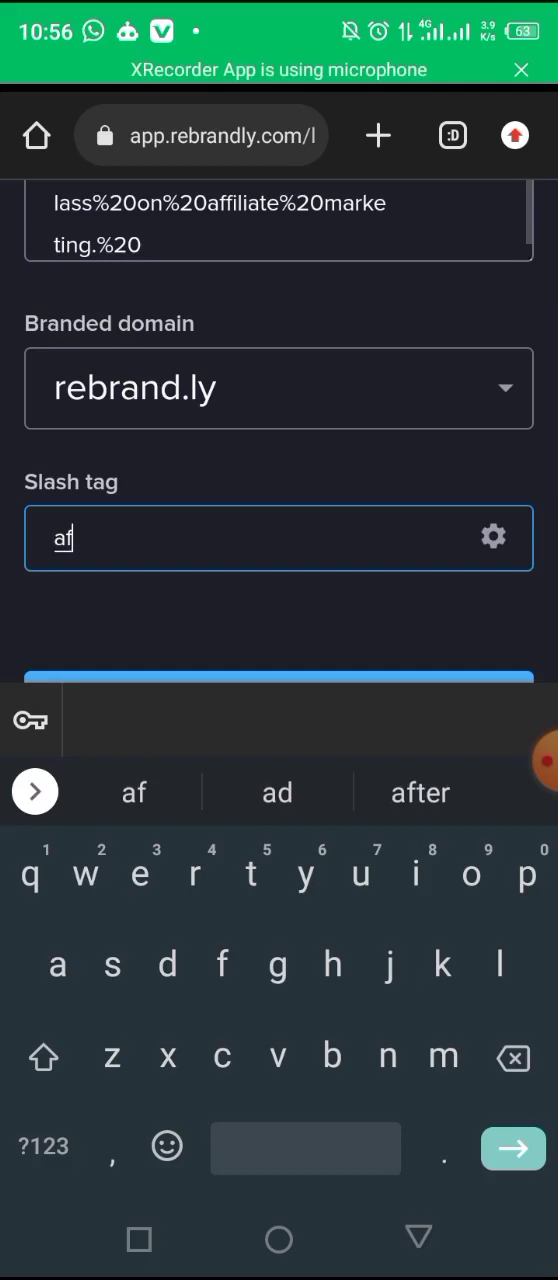 10:56 4G 3.9 K/s 63
XRecorder App is using microphone
app.rebrandly.com/l :D
lass%20on%20affiliate%20marke
ting.%20
Branded domain
rebrand.ly
Slash tag
af
af ad after
1 2 3 4 5 6 7 8 9 0
q w e r t y u i o p
a s d f g h j k l
z x c v b n m
?123 , .